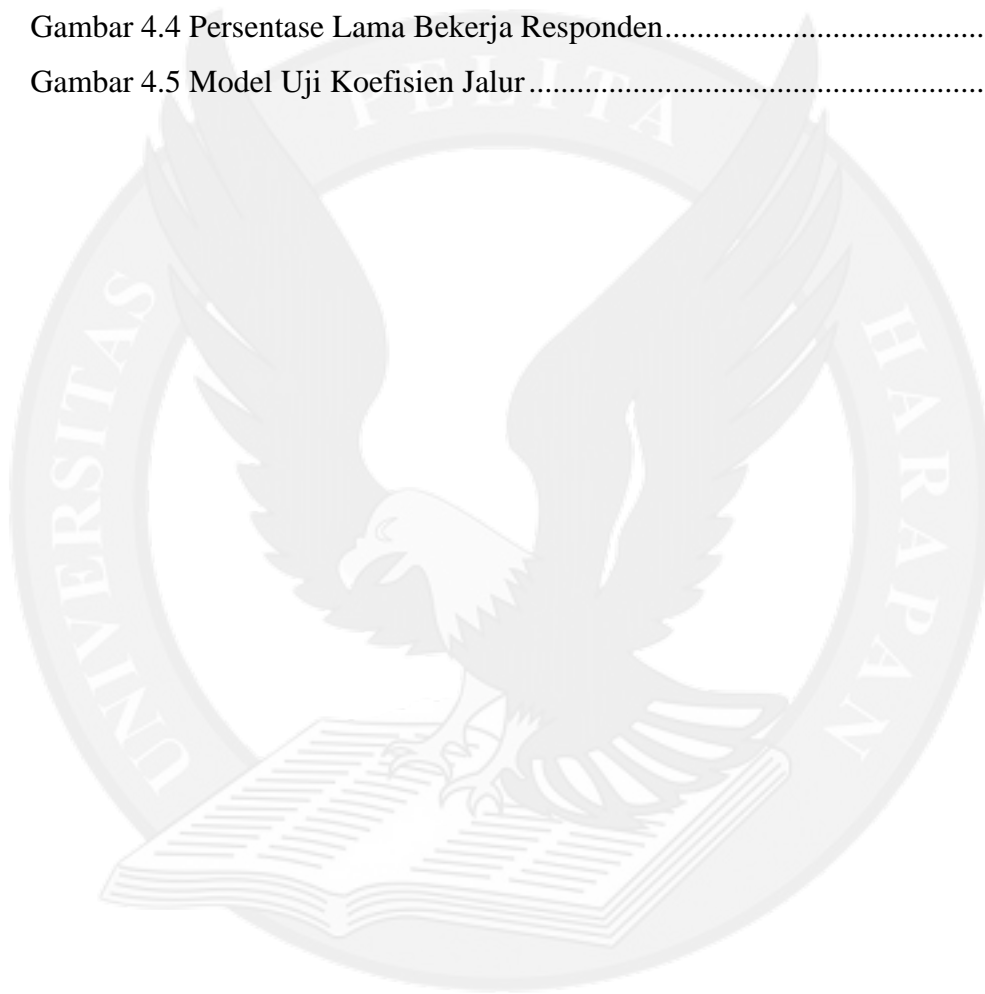 Gambar 4.4 Persentase Lama Bekerja Responden........................................
Gambar 4.5 Model Uji Koefisien Jalur.........................................................
UNIVERSITAS PELITA HARAPAN